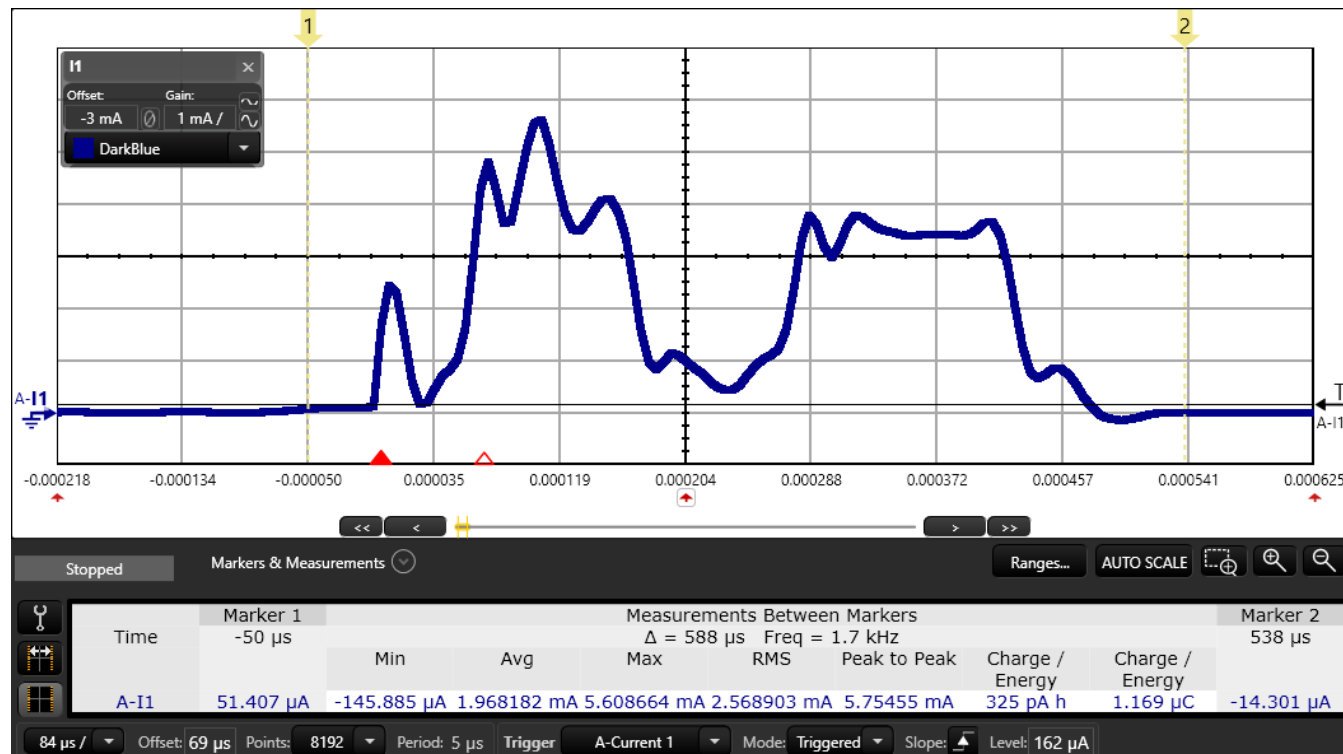 1 2
I1 ×
Offset: Gain:
-3 mA 1 mA /
DarkBlue
A-I1
T
A-I1
-0.000218 -0.000134 -0.000050 0.000035 0.000119 0.000204 0.000288 0.000372 0.000457 0.000541 0.000625
<< < > >>
Stopped Markers & Measurements Ranges... AUTO SCALE
Marker 1 Measurements Between Markers Marker 2
Time -50 µs Δ = 588 µs Freq = 1.7 kHz 538 µs
Min Avg Max RMS Peak to Peak Charge / Charge /
Energy Energy
A-I1 51.407 µA -145.885 µA 1.968182 mA 5.608664 mA 2.568903 mA 5.75455 mA 325 pA h 1.169 µC -14.301 µA
84 µs / Offset: 69 µs Points: 8192 Period: 5 µs Trigger A-Current 1 Mode: Triggered Slope: Level: 162 µA